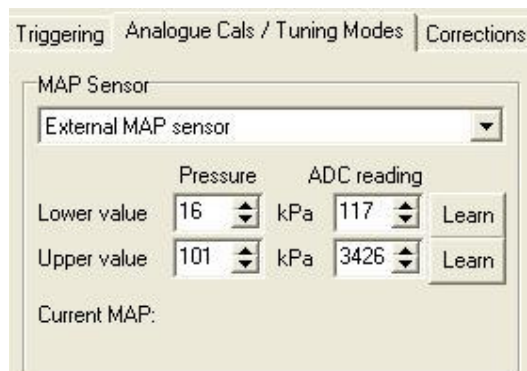 Triggering Analogue Cals / Tuning Modes Corrections
MAP Sensor
External MAP sensor
Pressure ADC reading
Lower value 16 kPa 117 Learn
Upper value 101 kPa 3426 Learn
Current MAP: